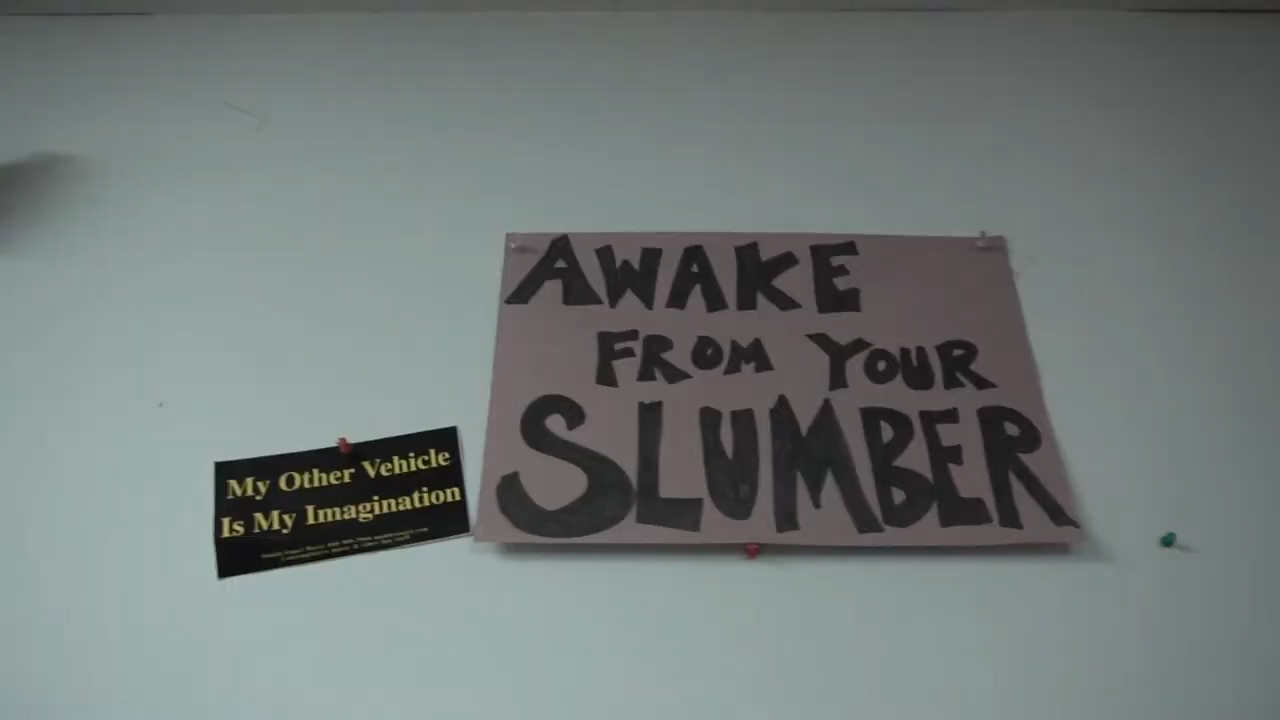 AWAKE
FROM YOUR
SLUMBER
My Other Vehicle
Is My Imagination